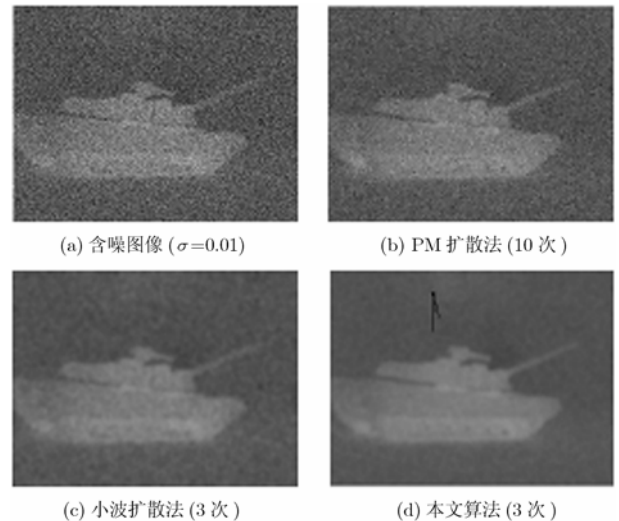 (a) 含噪图像 (σ=0.01)
(b) PM 扩散法 (10 次 )
(c) 小波扩散法 (3 次 )
(d) 本文算法 (3 次 )